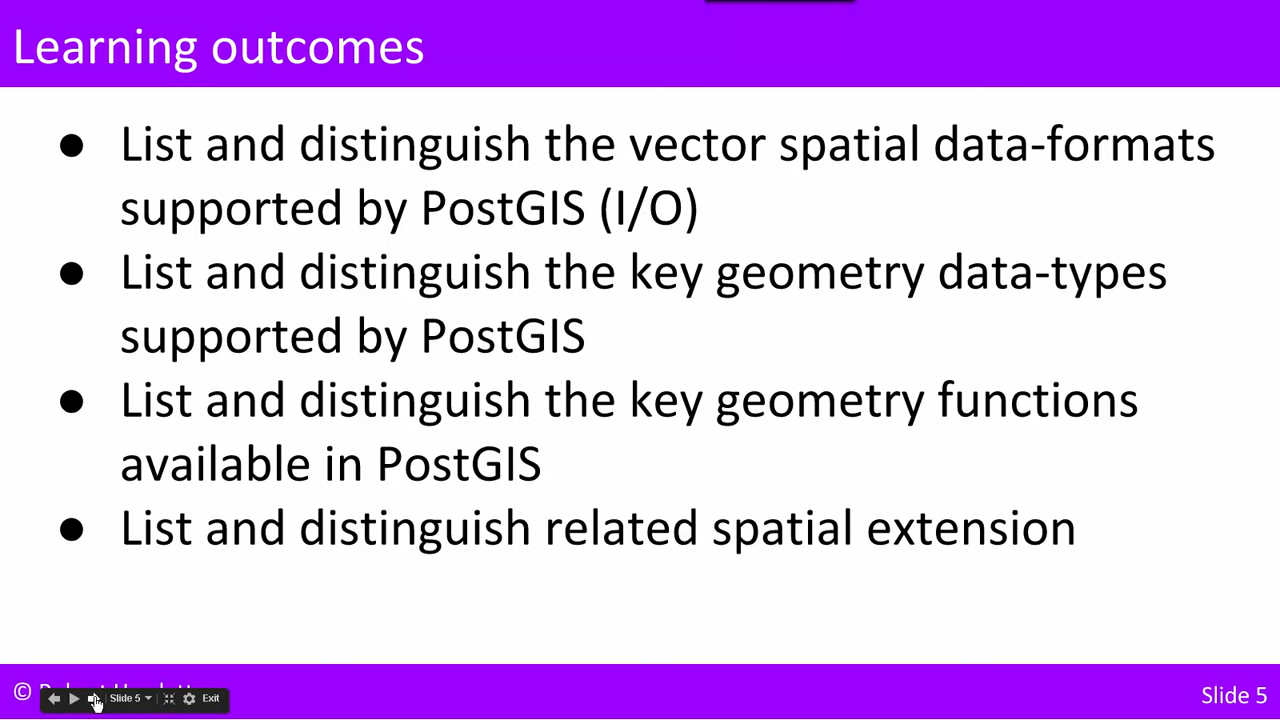 Learning outcomes
● List and distinguish the vector spatial data-formats
supported by PostGIS (I/O)
● List and distinguish the key geometry data-types
supported by PostGIS
● List and distinguish the key geometry functions
available in PostGIS
● List and distinguish related spatial extension
©
Slide 5 Exit
Slide 5